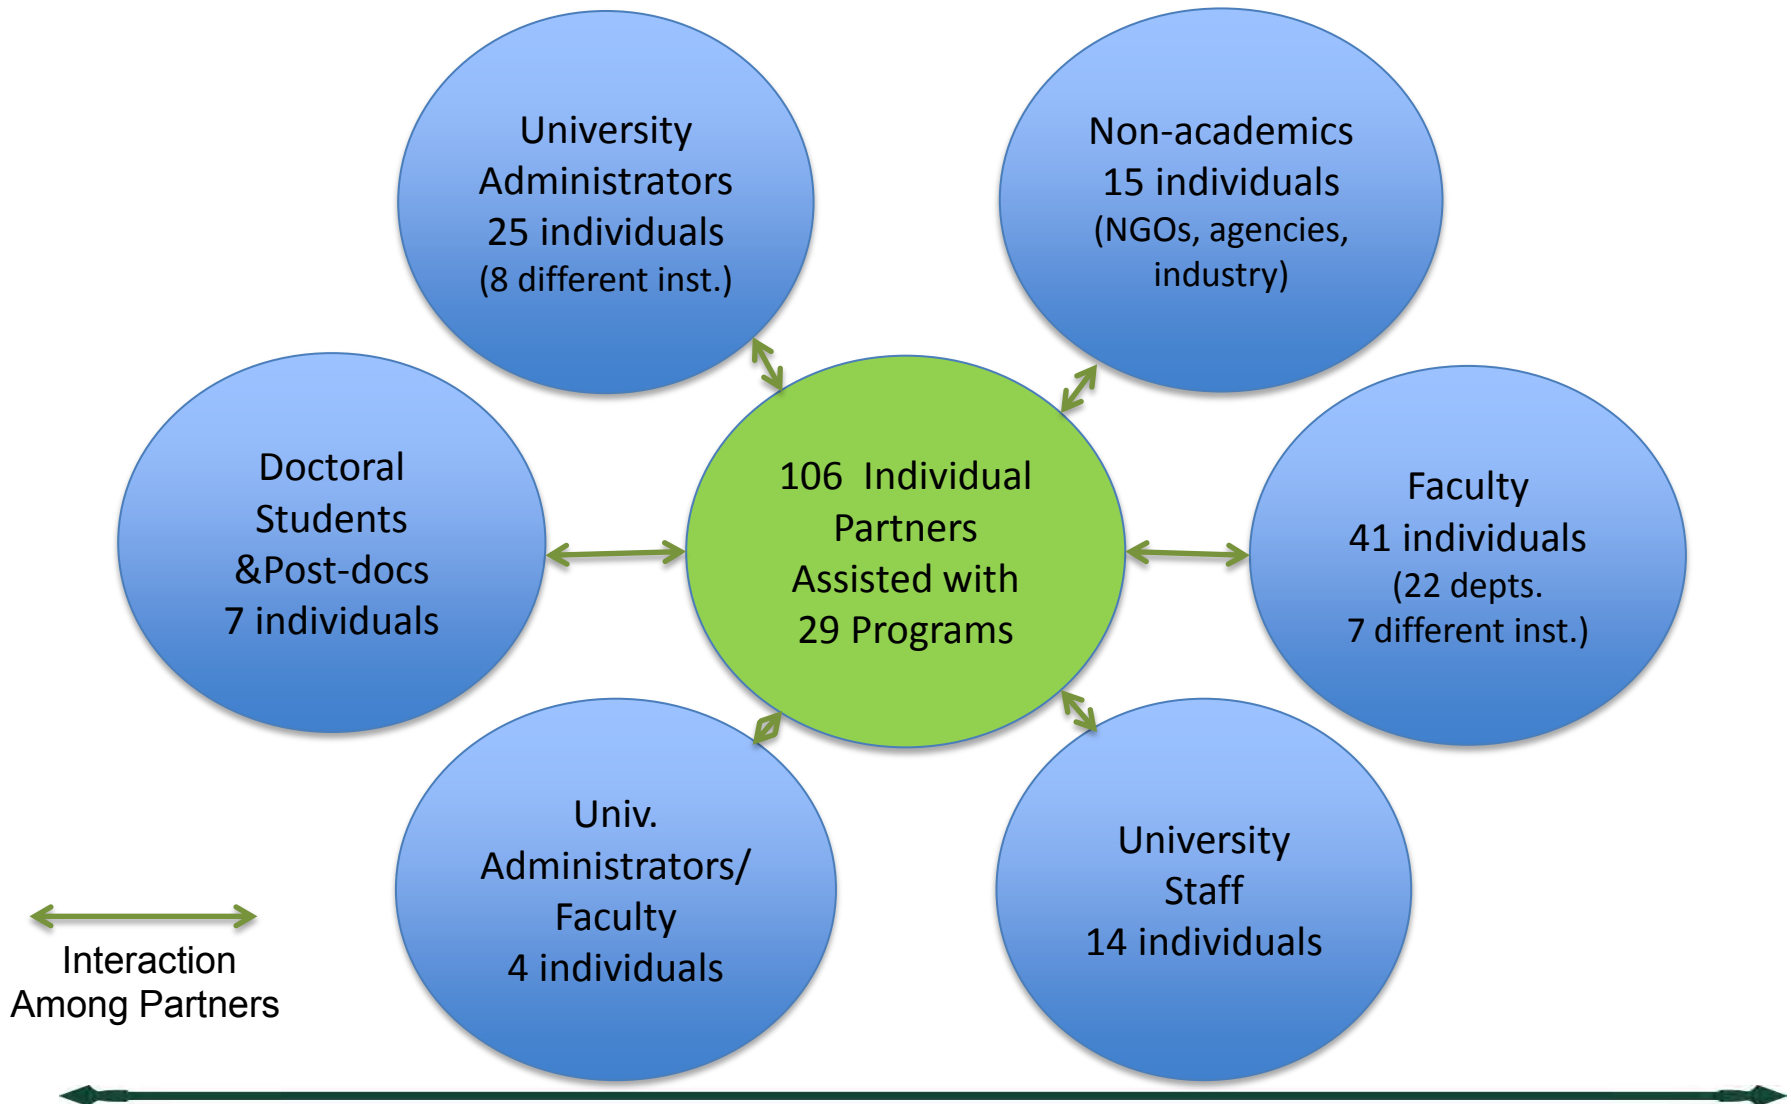 University
Administrators
25 individuals
(8 different inst.)
Non-academics
15 individuals
(NGOs, agencies,
industry)
Doctoral
Students
&Post-docs
7 individuals
106 Individual
Partners
Assisted with
29 Programs
Faculty
41 individuals
(22 depts.
7 different inst.)
Univ.
Administrators/
Faculty
4 individuals
University
Staff
14 individuals
Interaction
Among Partners